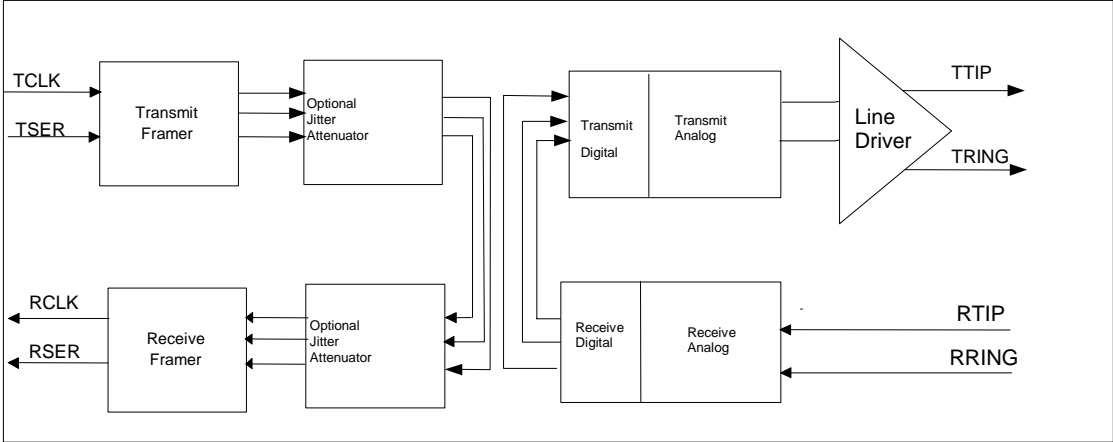 TCLK
TSER
Transmit
Framer
Optional
Jitter
Attenuator
Transmit
Digital
Transmit
Analog
Line
Driver
TTIP
TRING
RCLK
RSER
Receive
Framer
Optional
Jitter
Attenuator
Receive
Digital
Receive
Analog
RTIP
RRING